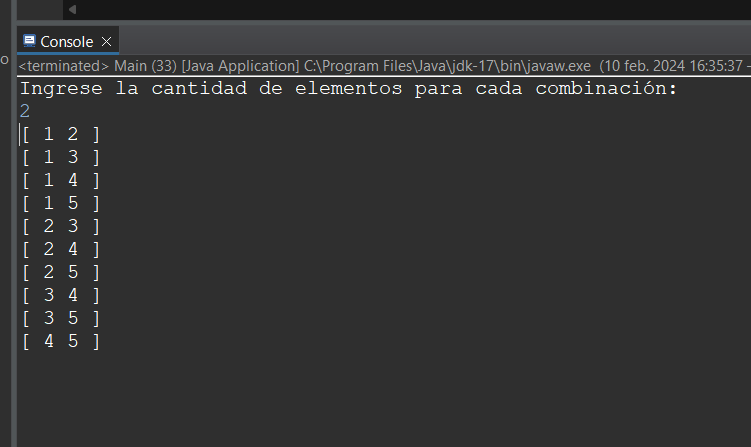 o
Console
<terminated> Main (33) [Java Application] C:\Program Files\Java\jdk-17\bin\javaw.exe (10 feb. 2024 16:35:37 –
Ingrese la cantidad de elementos para cada combinación:
2
[ 1 2 ]
[ 1 3 ]
[ 1 4 ]
[ 1 5 ]
[ 2 3 ]
[ 2 4 ]
[ 2 5 ]
[ 3 4 ]
[ 3 5 ]
[ 4 5 ]